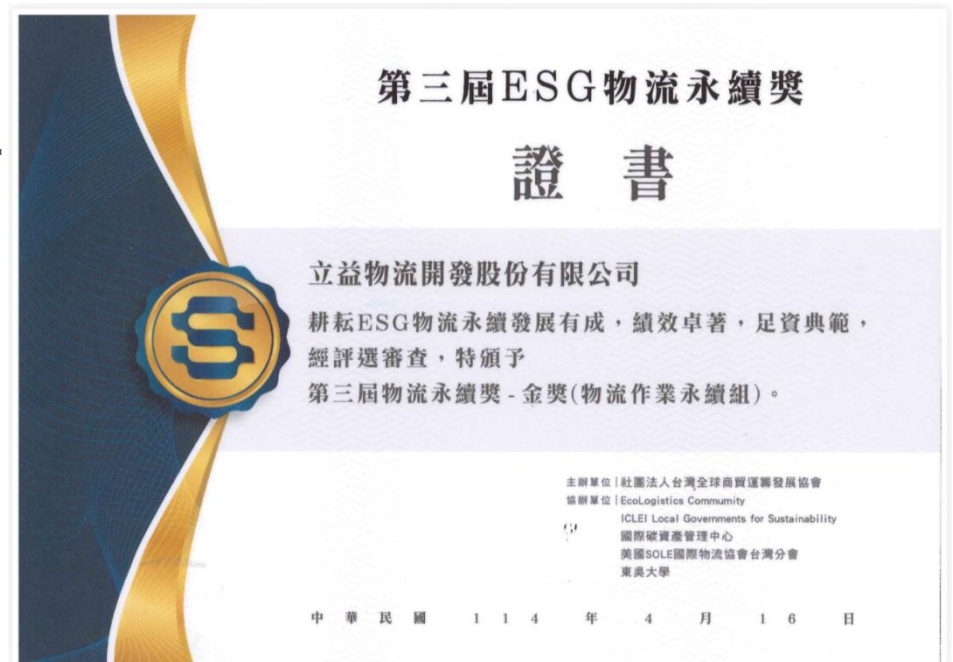 第三屆ESG物流永續獎
證 書
立益物流開發股份有限公司
耕耘ESG物流永續發展有成，績效卓著，足資典範，
經評選審查，特頒予
第三屆物流永續獎-金獎(物流作業永續組)。
主辦單位|社團法人台灣全球商貿運籌發展協會
協辦單位|EcoLogistics Commumity
ICLEI Local Governments for Sustainability
國際碳資產管理中心
美國SOLE國際物流協會台灣分會
東吳大學
中 華 民 國 1 1 4 年 4 月 1 6 日